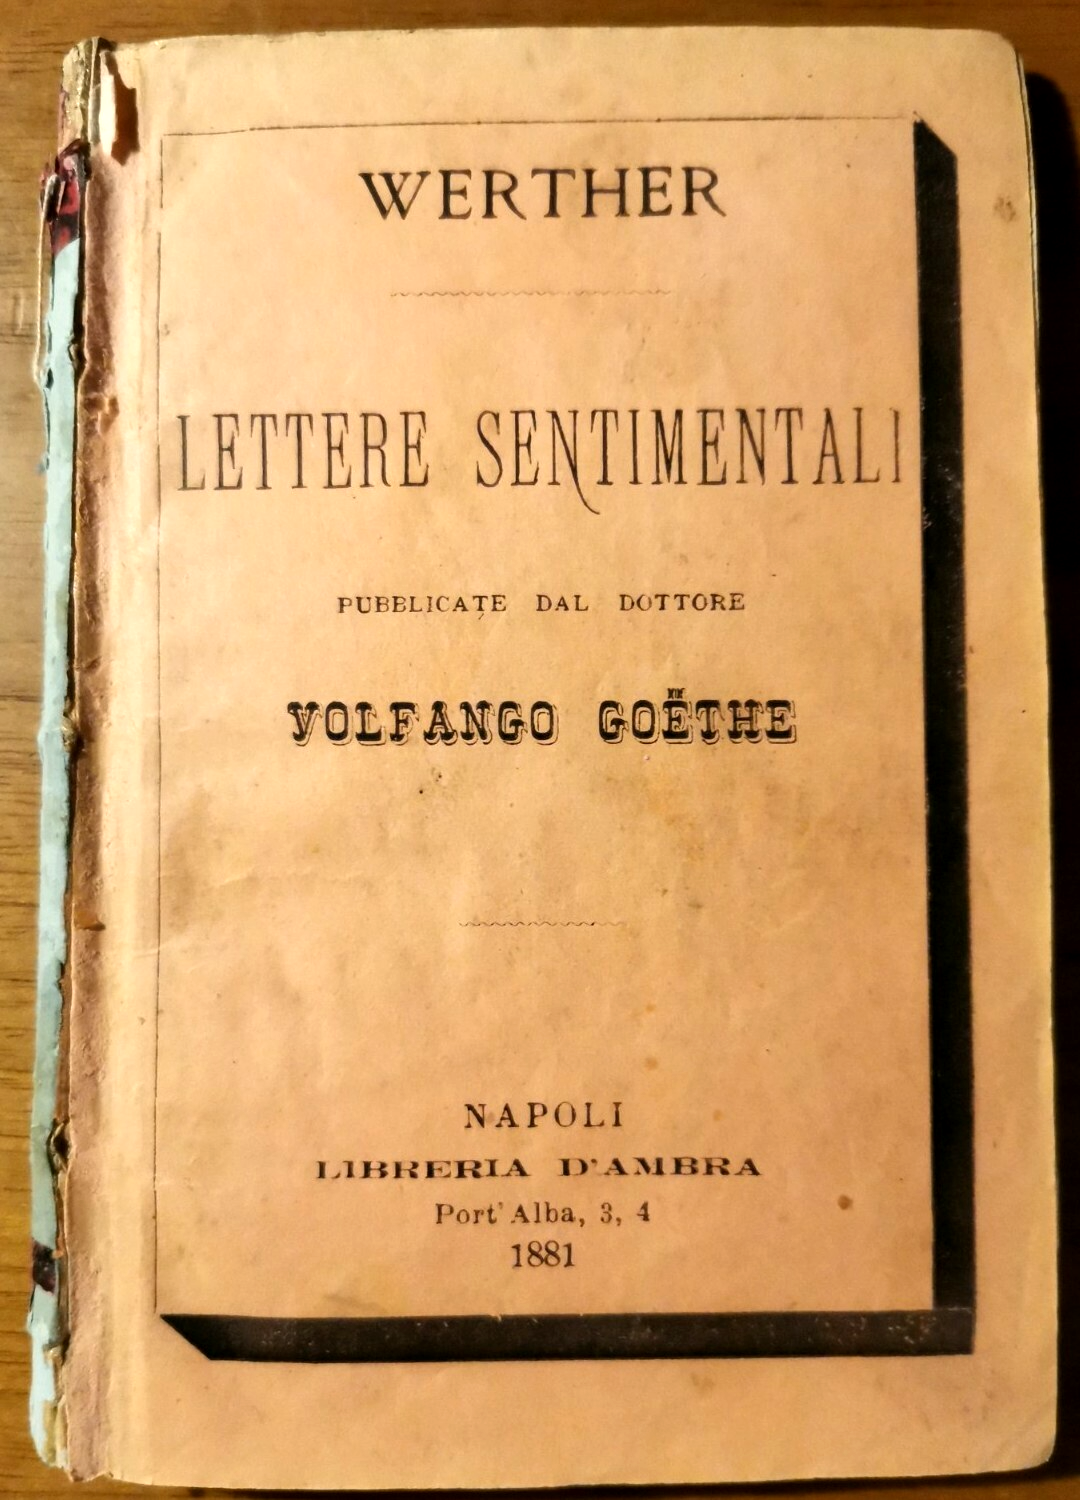 WERTHER
LETTERE SENTIMENTALI
PUBBLICATE DAL DOTTORE
VOLFANGO GOËTHE
NAPOLI
LIBRERIA D'AMBRA
Port' Alba, 3, 4
1881